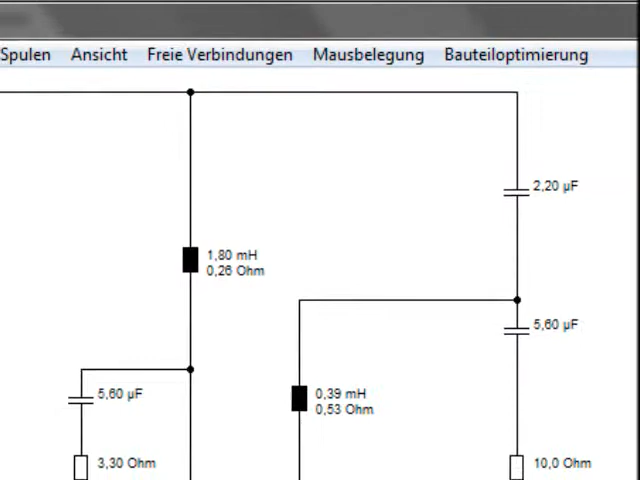 Spulen Ansicht Freie Verbindungen Mausbelegung Bauteiloptimierung
2,20 µF
1,80 mH
0,26 Ohm
5,60 µF
5,60 µF
0,39 mH
0,53 Ohm
3,30 Ohm
10,0 Ohm